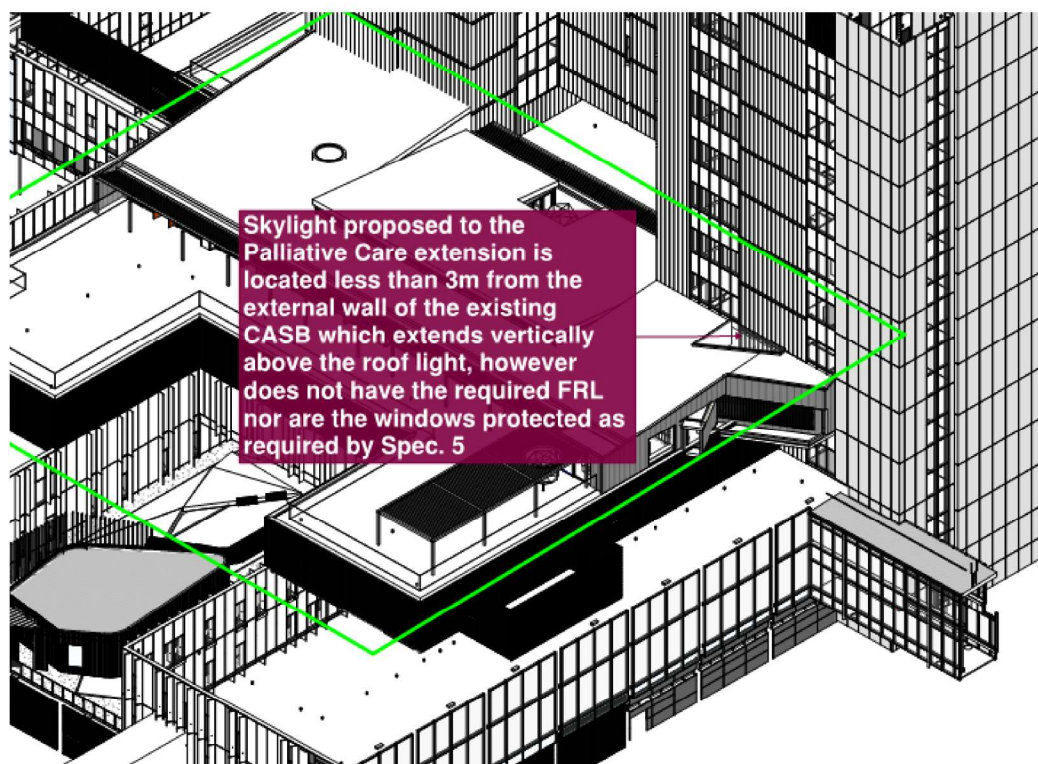 Skylight proposed to the
Palliative Care extension is
located less than 3m from the
external wall of the existing
CASB which extends vertically
above the roof light, however
does not have the required FRL
nor are the windows protected as
required by Spec. 5